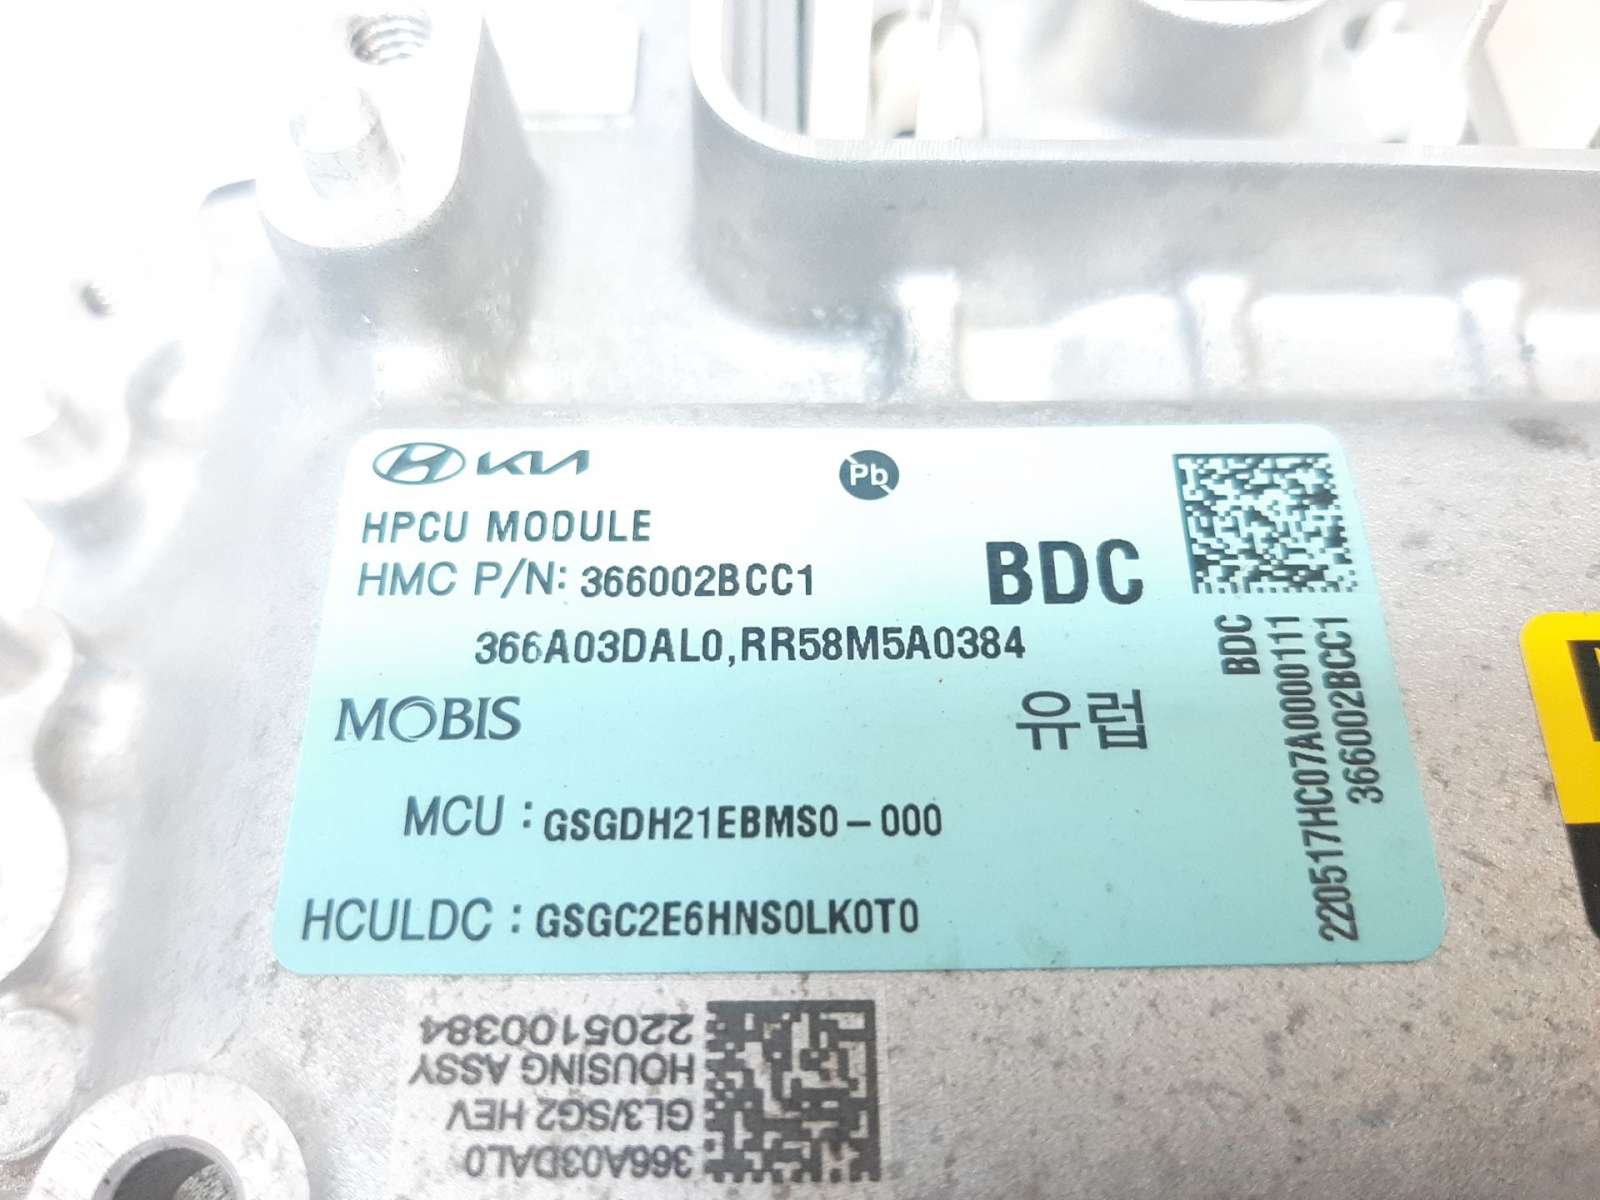 KIA
Pb
HPCU MODULE
HMC P/N: 366002BCC1
BDC
366A03DAL0,RR58M5A0384
MOBIS
유럽
MCU : GSGDH21EBMS0-000
HCULDC : GSGC2E6HNS0LK0T0
BDC
220517HC07A0000111
366002BCC1
366A03DAL0
GL3/SG2 HEV
HOUSING ASSY
2205100384